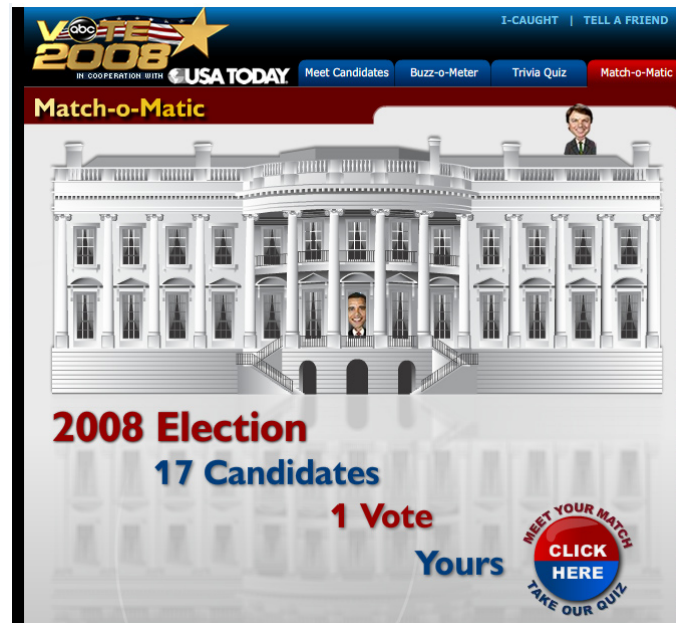 I-CAUGHT | TELL A FRIEND
abc
VOTE
2008
IN COOPERATION WITH USA TODAY
Meet Candidates Buzz-o-Meter Trivia Quiz Match-o-Matic
Match-o-Matic
2008 Election
17 Candidates
1 Vote
Yours
MEET YOUR MATCH
CLICK
HERE
TAKE OUR QUIZ